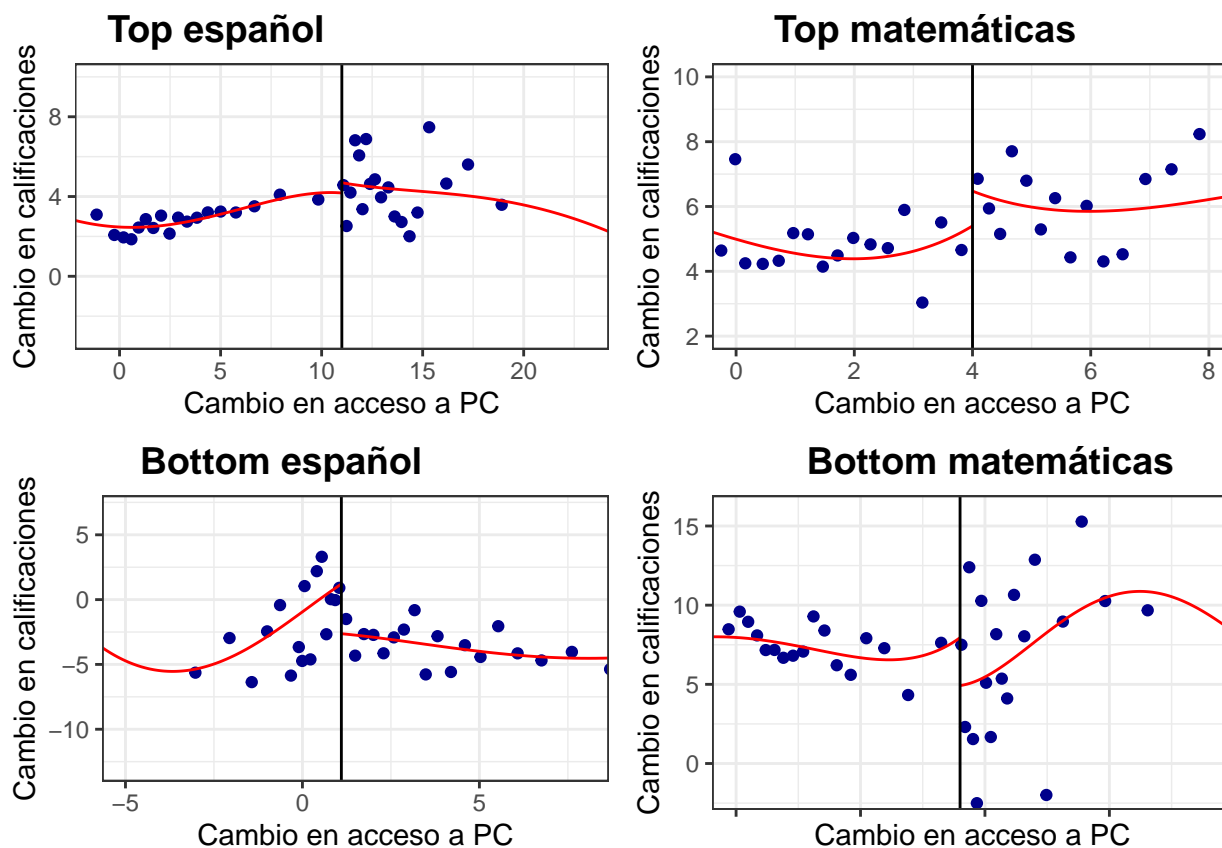 Top español
Cambio en calificaciones
8
4
0
0
5
10
15
20
Cambio en acceso a PC
Top matemáticas
Cambio en calificaciones
10
8
6
4
2
0
2
4
6
8
Cambio en acceso a PC
Bottom español
Cambio en calificaciones
5
0
−5
−10
−5
0
5
Cambio en acceso a PC
Bottom matemáticas
Cambio en calificaciones
15
10
5
0
Cambio en acceso a PC